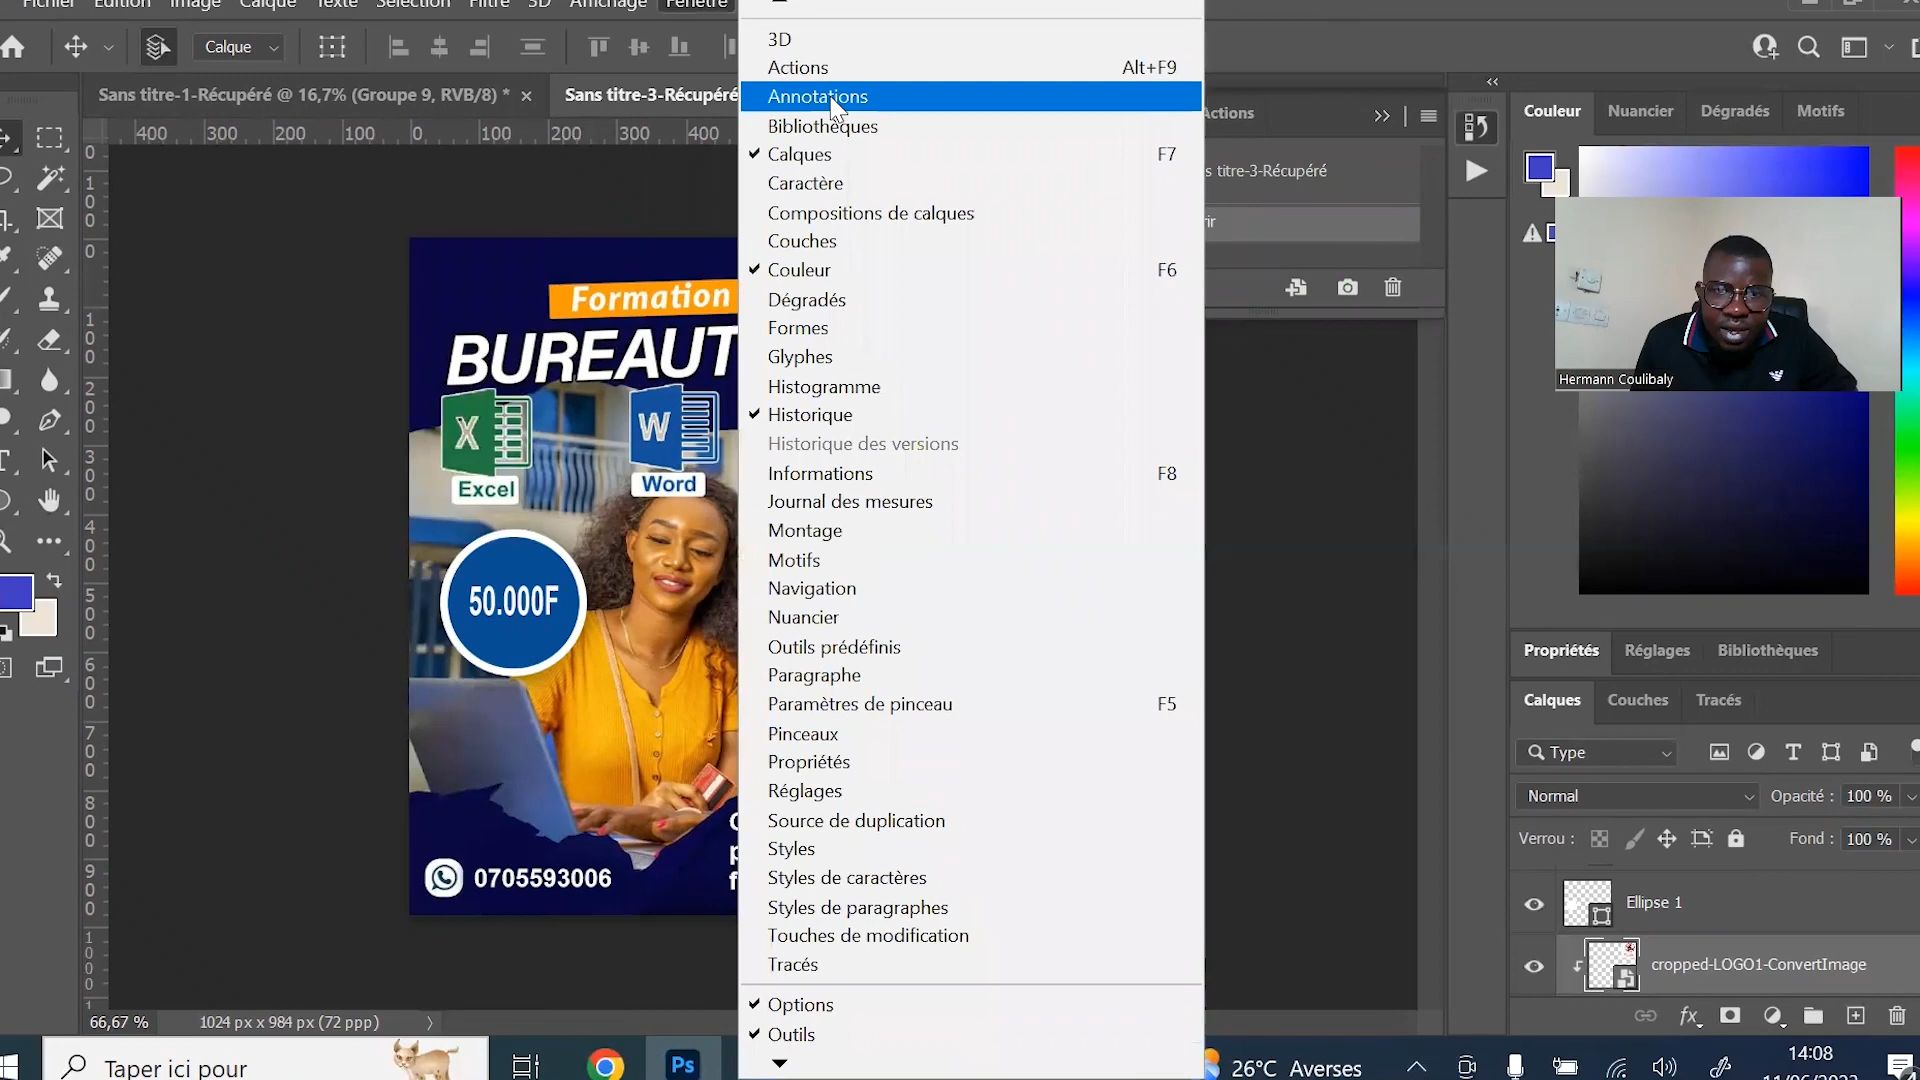 Fichier Edition Image Calque Texte Sélection Filtre 3D Affichage Fenêtre
Calque
Sans titre-1-Récupéré @ 16,7% (Groupe 9, RVB/8) *
Sans titre-3-Récupéré
400 300 200 100 0 100 200 300 400
Formation
BUREAUT
Excel
Word
50.000F
0705593006
66,67 %
1024 px x 984 px (72 ppp)
3D
Actions Alt+F9
Annotations
Bibliothèques
Calques F7
Caractère
Compositions de calques
Couches
Couleur F6
Dégradés
Formes
Glyphes
Histogramme
Historique
Historique des versions
Informations F8
Journal des mesures
Montage
Motifs
Navigation
Nuancier
Outils prédéfinis
Paragraphe
Paramètres de pinceau F5
Pinceaux
Propriétés
Réglages
Source de duplication
Styles
Styles de caractères
Styles de paragraphes
Touches de modification
Tracés
Options
Outils
Actions
titre-3-Récupéré
Couleur Nuancier Dégradés Motifs
Hermann Coulibaly
Propriétés Réglages Bibliothèques
Calques Couches Tracés
Type
Normal Opacité : 100 %
Verrou : Fond : 100 %
Ellipse 1
cropped-LOGO1-ConvertImage
Taper ici pour
Ps
26°C Averses
14:08